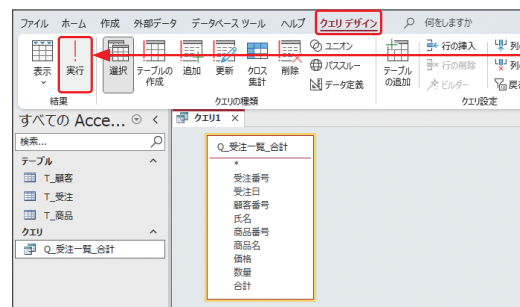 ファイル ホーム 作成 外部データ データベース ツール ヘルプ クエリ デザイン 何をしますか
表示 実行 選択 テーブルの作成 追加 更新 クロス集計 削除 ユニオン パススルー データ定義 テーブルの追加 行の挿入 行の削除 ビルダー 列の 列の 戻
結果 クエリの種類 クエリ設定
すべての Acce...
検索...
テーブル
T_顧客
T_受注
T_商品
クエリ
Q_受注一覧_合計
クエリ1
Q_受注一覧_合計
*
受注番号
受注日
顧客番号
氏名
商品番号
商品名
価格
数量
合計